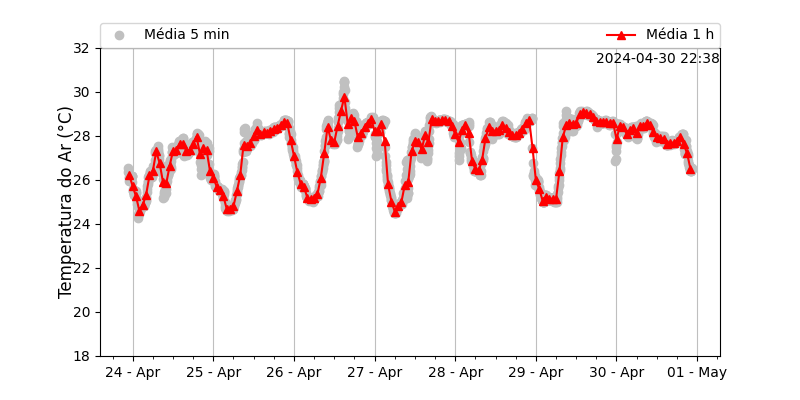 Média 5 min
Média 1 h
2024-04-30 22:38
Temperatura do Ar (°C)
32
30
28
26
24
22
20
18
24 - Apr
25 - Apr
26 - Apr
27 - Apr
28 - Apr
29 - Apr
30 - Apr
01 - May